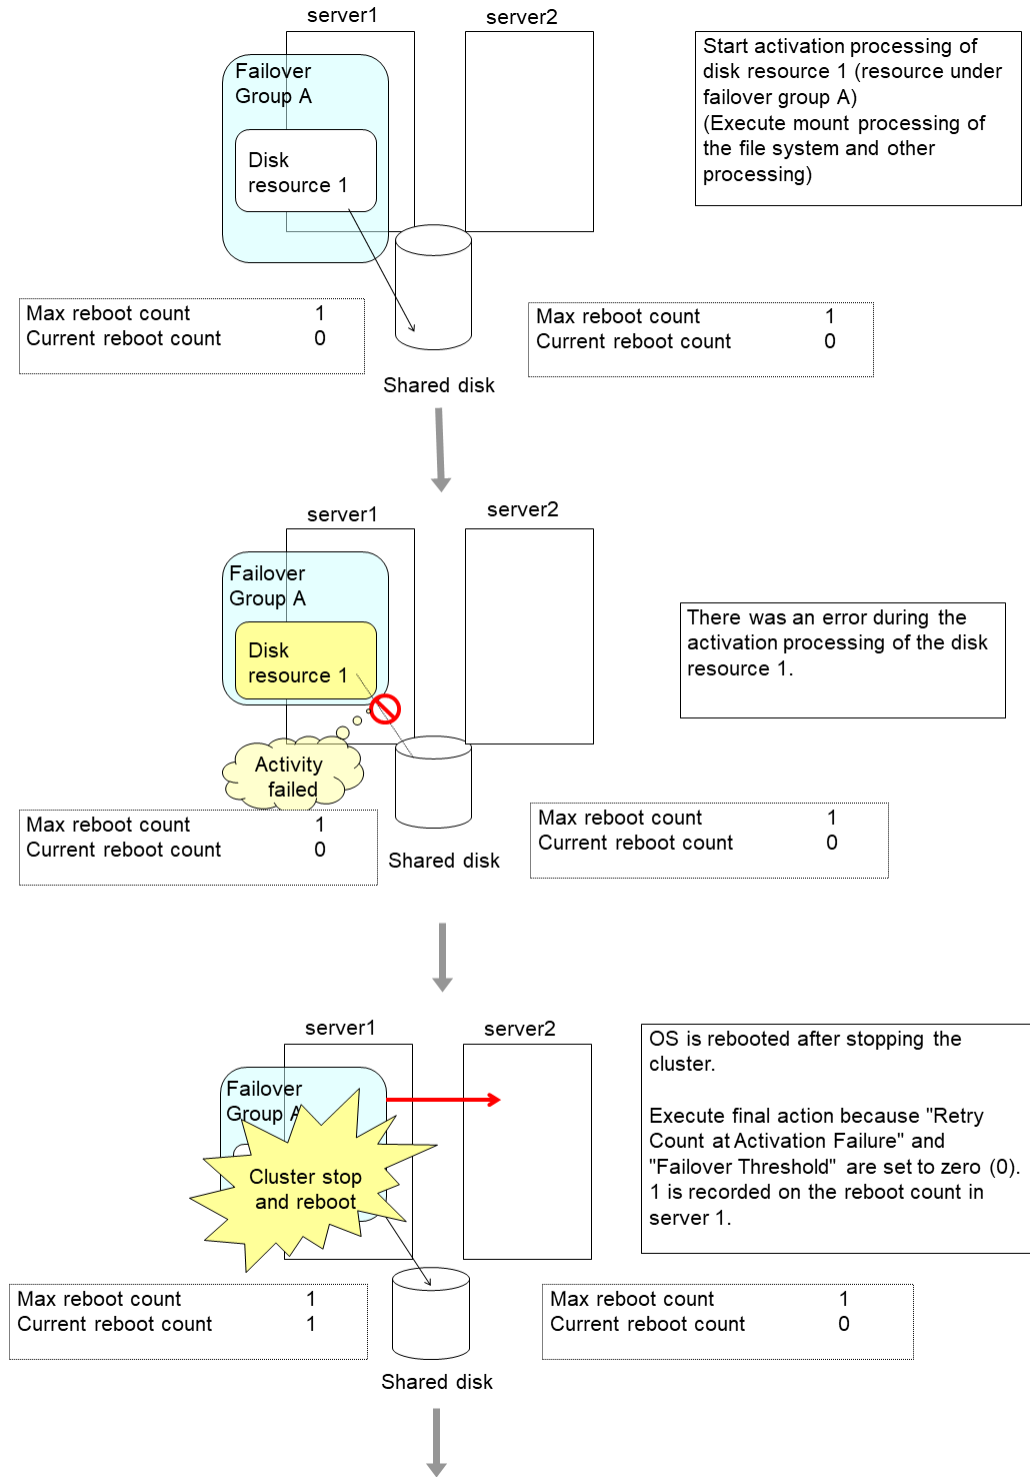 server1
server2
Failover
Group A
Disk
resource 1
Start activation processing of
disk resource 1 (resource under
failover group A)
(Execute mount processing of
the file system and other
processing)
Max reboot count 1
Current reboot count 0
Max reboot count 1
Current reboot count 0
Shared disk
server1
server2
Failover
Group A
Disk
resource 1
Activity
failed
There was an error during the
activation processing of the disk
resource 1.
Max reboot count 1
Current reboot count 0
Max reboot count 1
Current reboot count 0
Shared disk
server1
server2
Failover
Group A
Cluster stop
and reboot
OS is rebooted after stopping the
cluster.
Execute final action because "Retry
Count at Activation Failure" and
"Failover Threshold" are set to zero (0).
1 is recorded on the reboot count in
server 1.
Max reboot count 1
Current reboot count 1
Max reboot count 1
Current reboot count 0
Shared disk